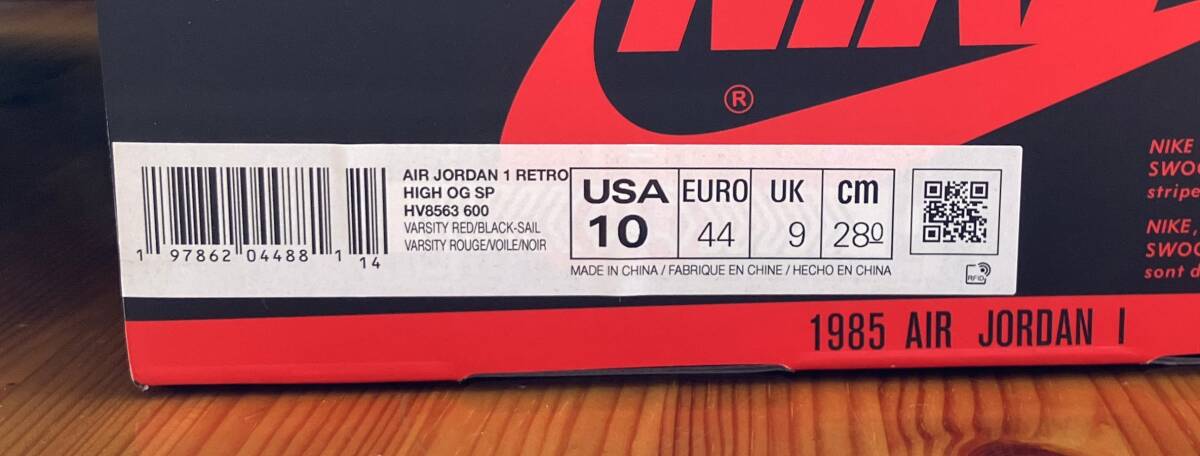 NIKE
®
AIR JORDAN 1 RETRO
HIGH OG SP
HV8563 600
VARSITY RED/BLACK-SAIL
VARSITY ROUGE/VOILE/NOIR
1 97862 04488 1 14
USA EURO UK cm
10 44 9 280
MADE IN CHINA / FABRIQUE EN CHINE / HECHO EN CHINA
RFID
NIKE
stripe
NIKE,
sont d
1985 AIR JORDAN I